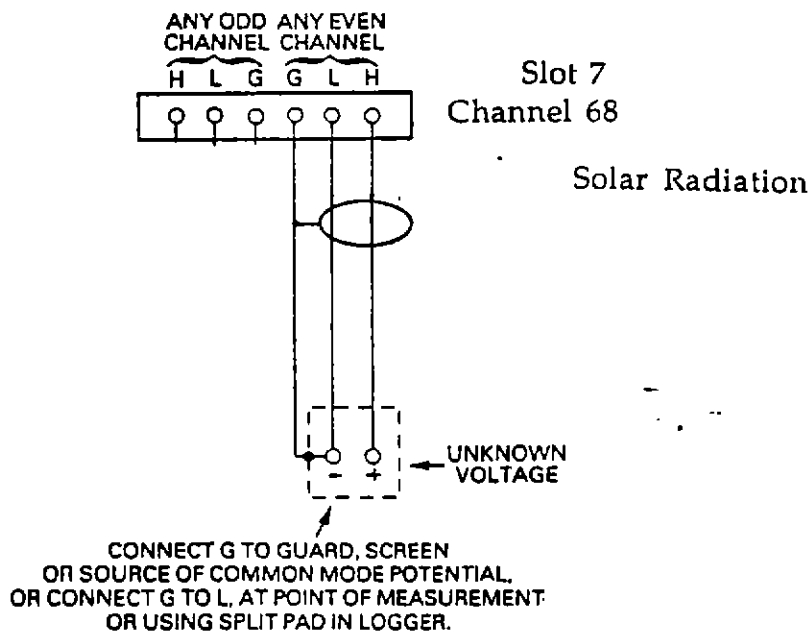 ANY ODD ANY EVEN
CHANNEL CHANNEL
H L G G L H
Slot 7
Channel 68
Solar Radiation
- +
UNKNOWN
VOLTAGE
CONNECT G TO GUARD, SCREEN
OR SOURCE OF COMMON MODE POTENTIAL,
OR CONNECT G TO L, AT POINT OF MEASUREMENT
OR USING SPLIT PAD IN LOGGER.